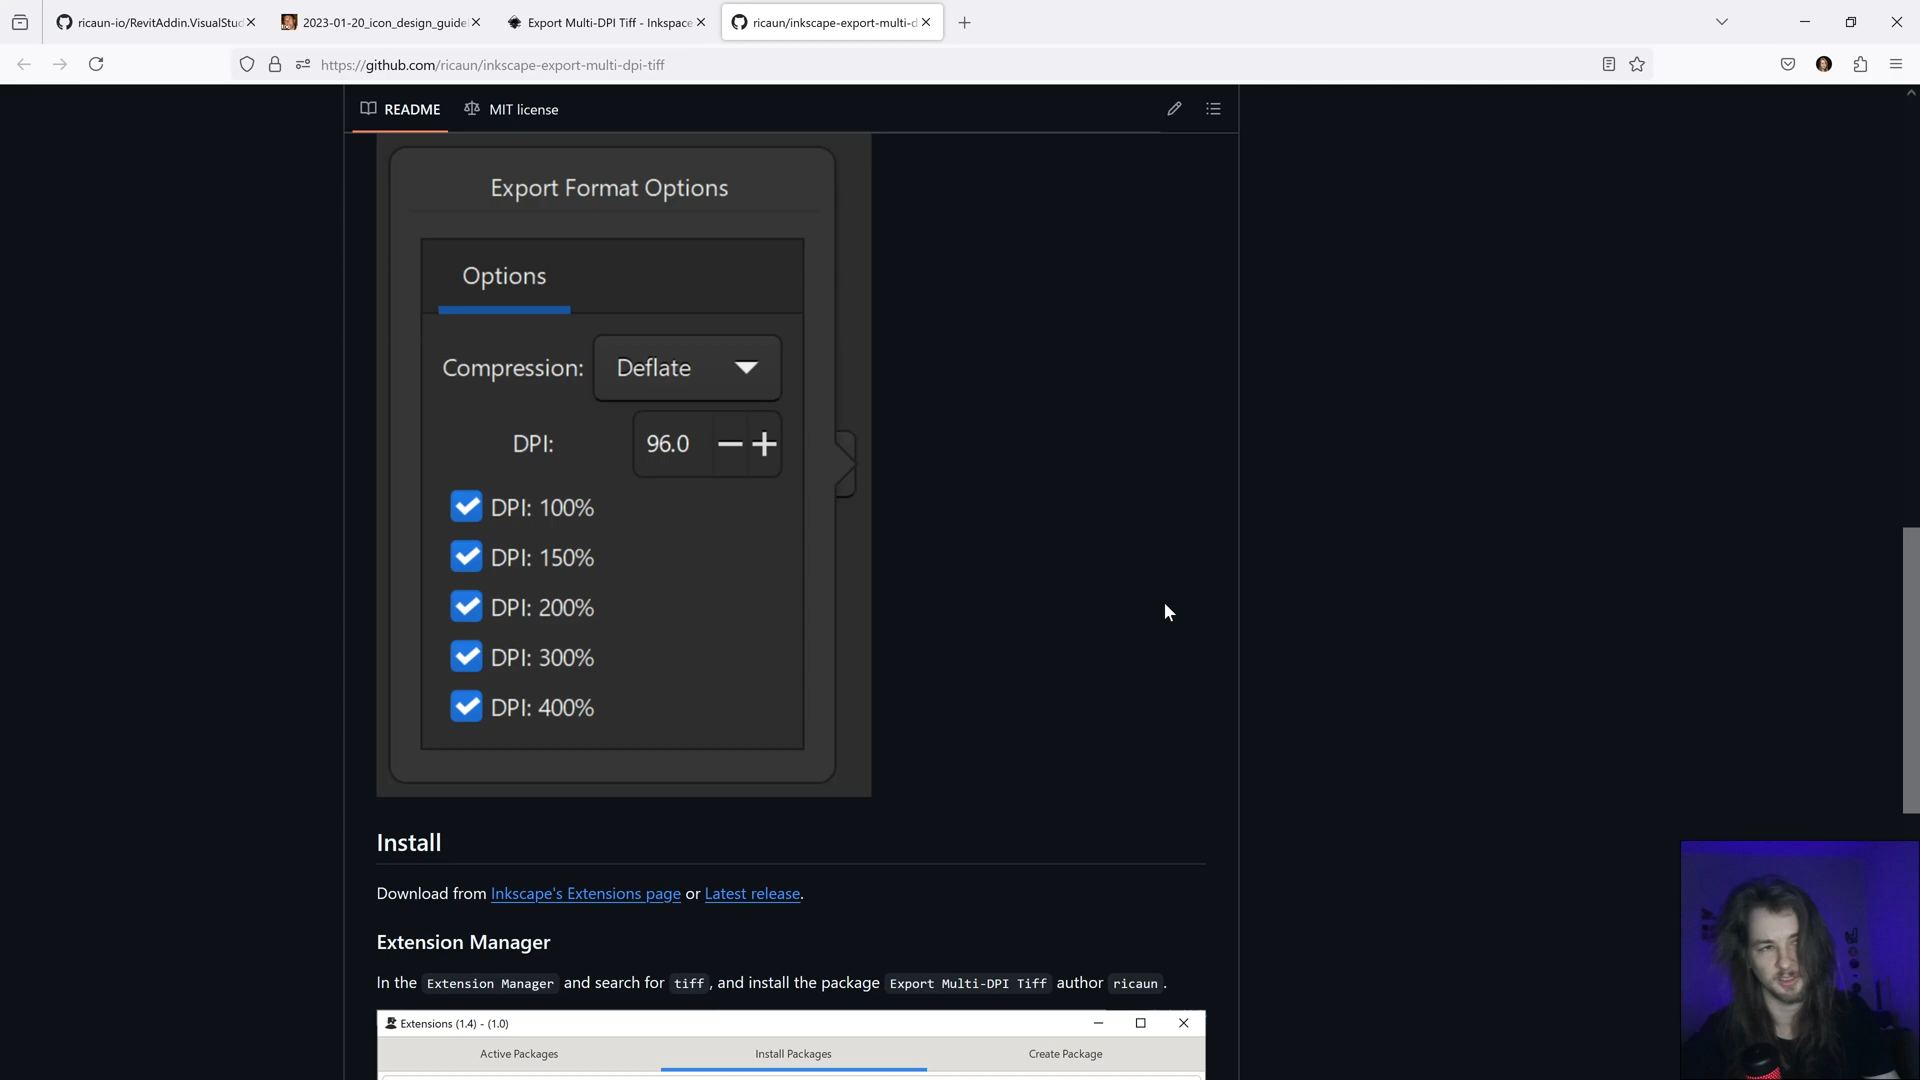 ricaun-io/RevitAddin.VisualStud
2023-01-20_icon_design_guide
Export Multi-DPI Tiff - Inkspace
ricaun/inkscape-export-multi-d
https://github.com/ricaun/inkscape-export-multi-dpi-tiff
README
MIT license
Export Format Options
Options
Compression: Deflate
DPI: 96.0
DPI: 100%
DPI: 150%
DPI: 200%
DPI: 300%
DPI: 400%
Install
Download from Inkscape's Extensions page or Latest release.
Extension Manager
In the Extension Manager and search for tiff, and install the package Export Multi-DPI Tiff author ricaun.
Extensions (1.4) - (1.0)
Active Packages
Install Packages
Create Package